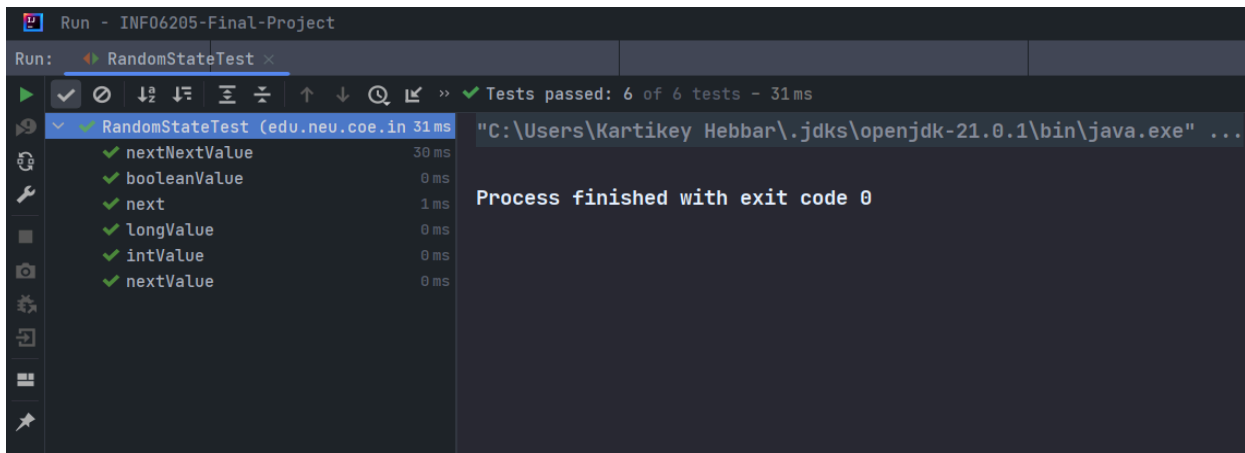 Run - INFO6205-Final-Project
Run: RandomStateTest ×
» Tests passed: 6 of 6 tests – 31 ms
RandomStateTest (edu.neu.coe.in 31 ms
nextNextValue 30 ms
booleanValue 0 ms
next 1 ms
longValue 0 ms
intValue 0 ms
nextValue 0 ms
"C:\Users\Kartikey Hebbar\.jdks\openjdk-21.0.1\bin\java.exe" ...
Process finished with exit code 0